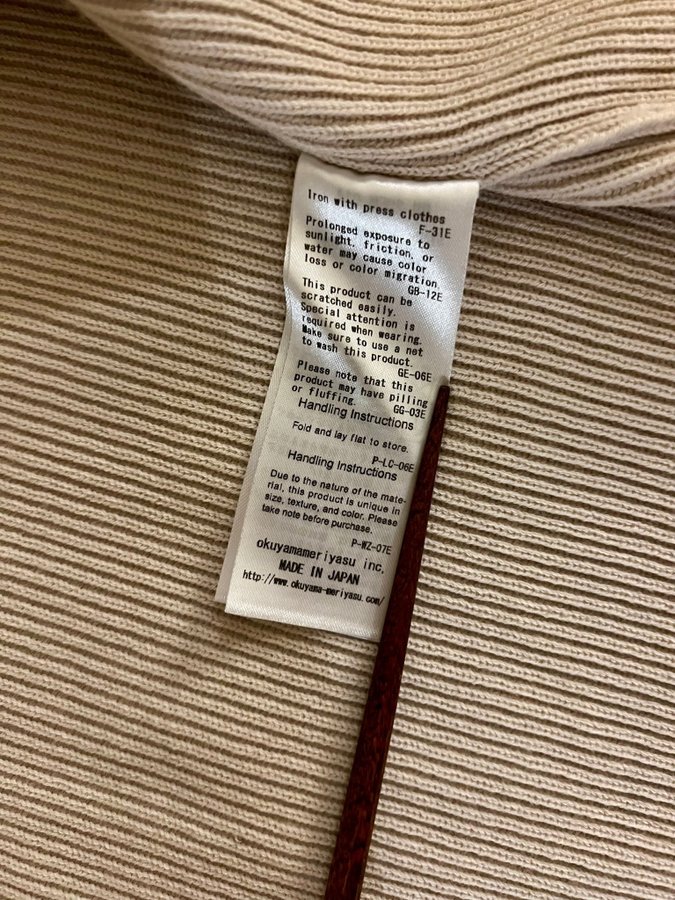 Iron with press clothes
F-31E
Prolonged exposure to
sunlight, friction, or
water may cause color
loss or color migration.
GB-12E
This product can be
scratched easily.
Special attention is
required when wearing.
Make sure to use a net
to wash this product.
GE-06E
Please note that this
product may have pilling
or fluffing.
GG-03E
Handling Instructions
Fold and lay flat to store.
P-LC-06E
Handling Instructions
Due to the nature of the mate-
rial, this product is unique in
size, texture, and color. Please
take note before purchase.
P-WZ-07E
okuyamameriyasu inc.
MADE IN JAPAN
http://www.okuyama-meriyasu.com/